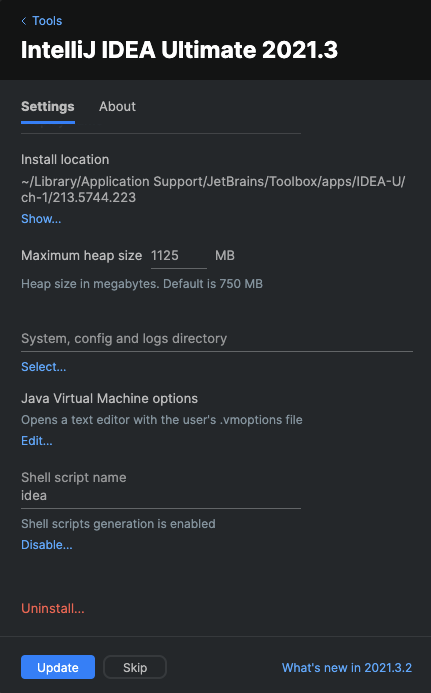 Tools
IntelliJ IDEA Ultimate 2021.3
Settings About
Install location
~/Library/Application Support/JetBrains/Toolbox/apps/IDEA-U/
ch-1/213.5744.223
Show...
Maximum heap size 1125 MB
Heap size in megabytes. Default is 750 MB
System, config and logs directory
Select...
Java Virtual Machine options
Opens a text editor with the user's .vmoptions file
Edit...
Shell script name
idea
Shell scripts generation is enabled
Disable...
Uninstall...
Update Skip What's new in 2021.3.2